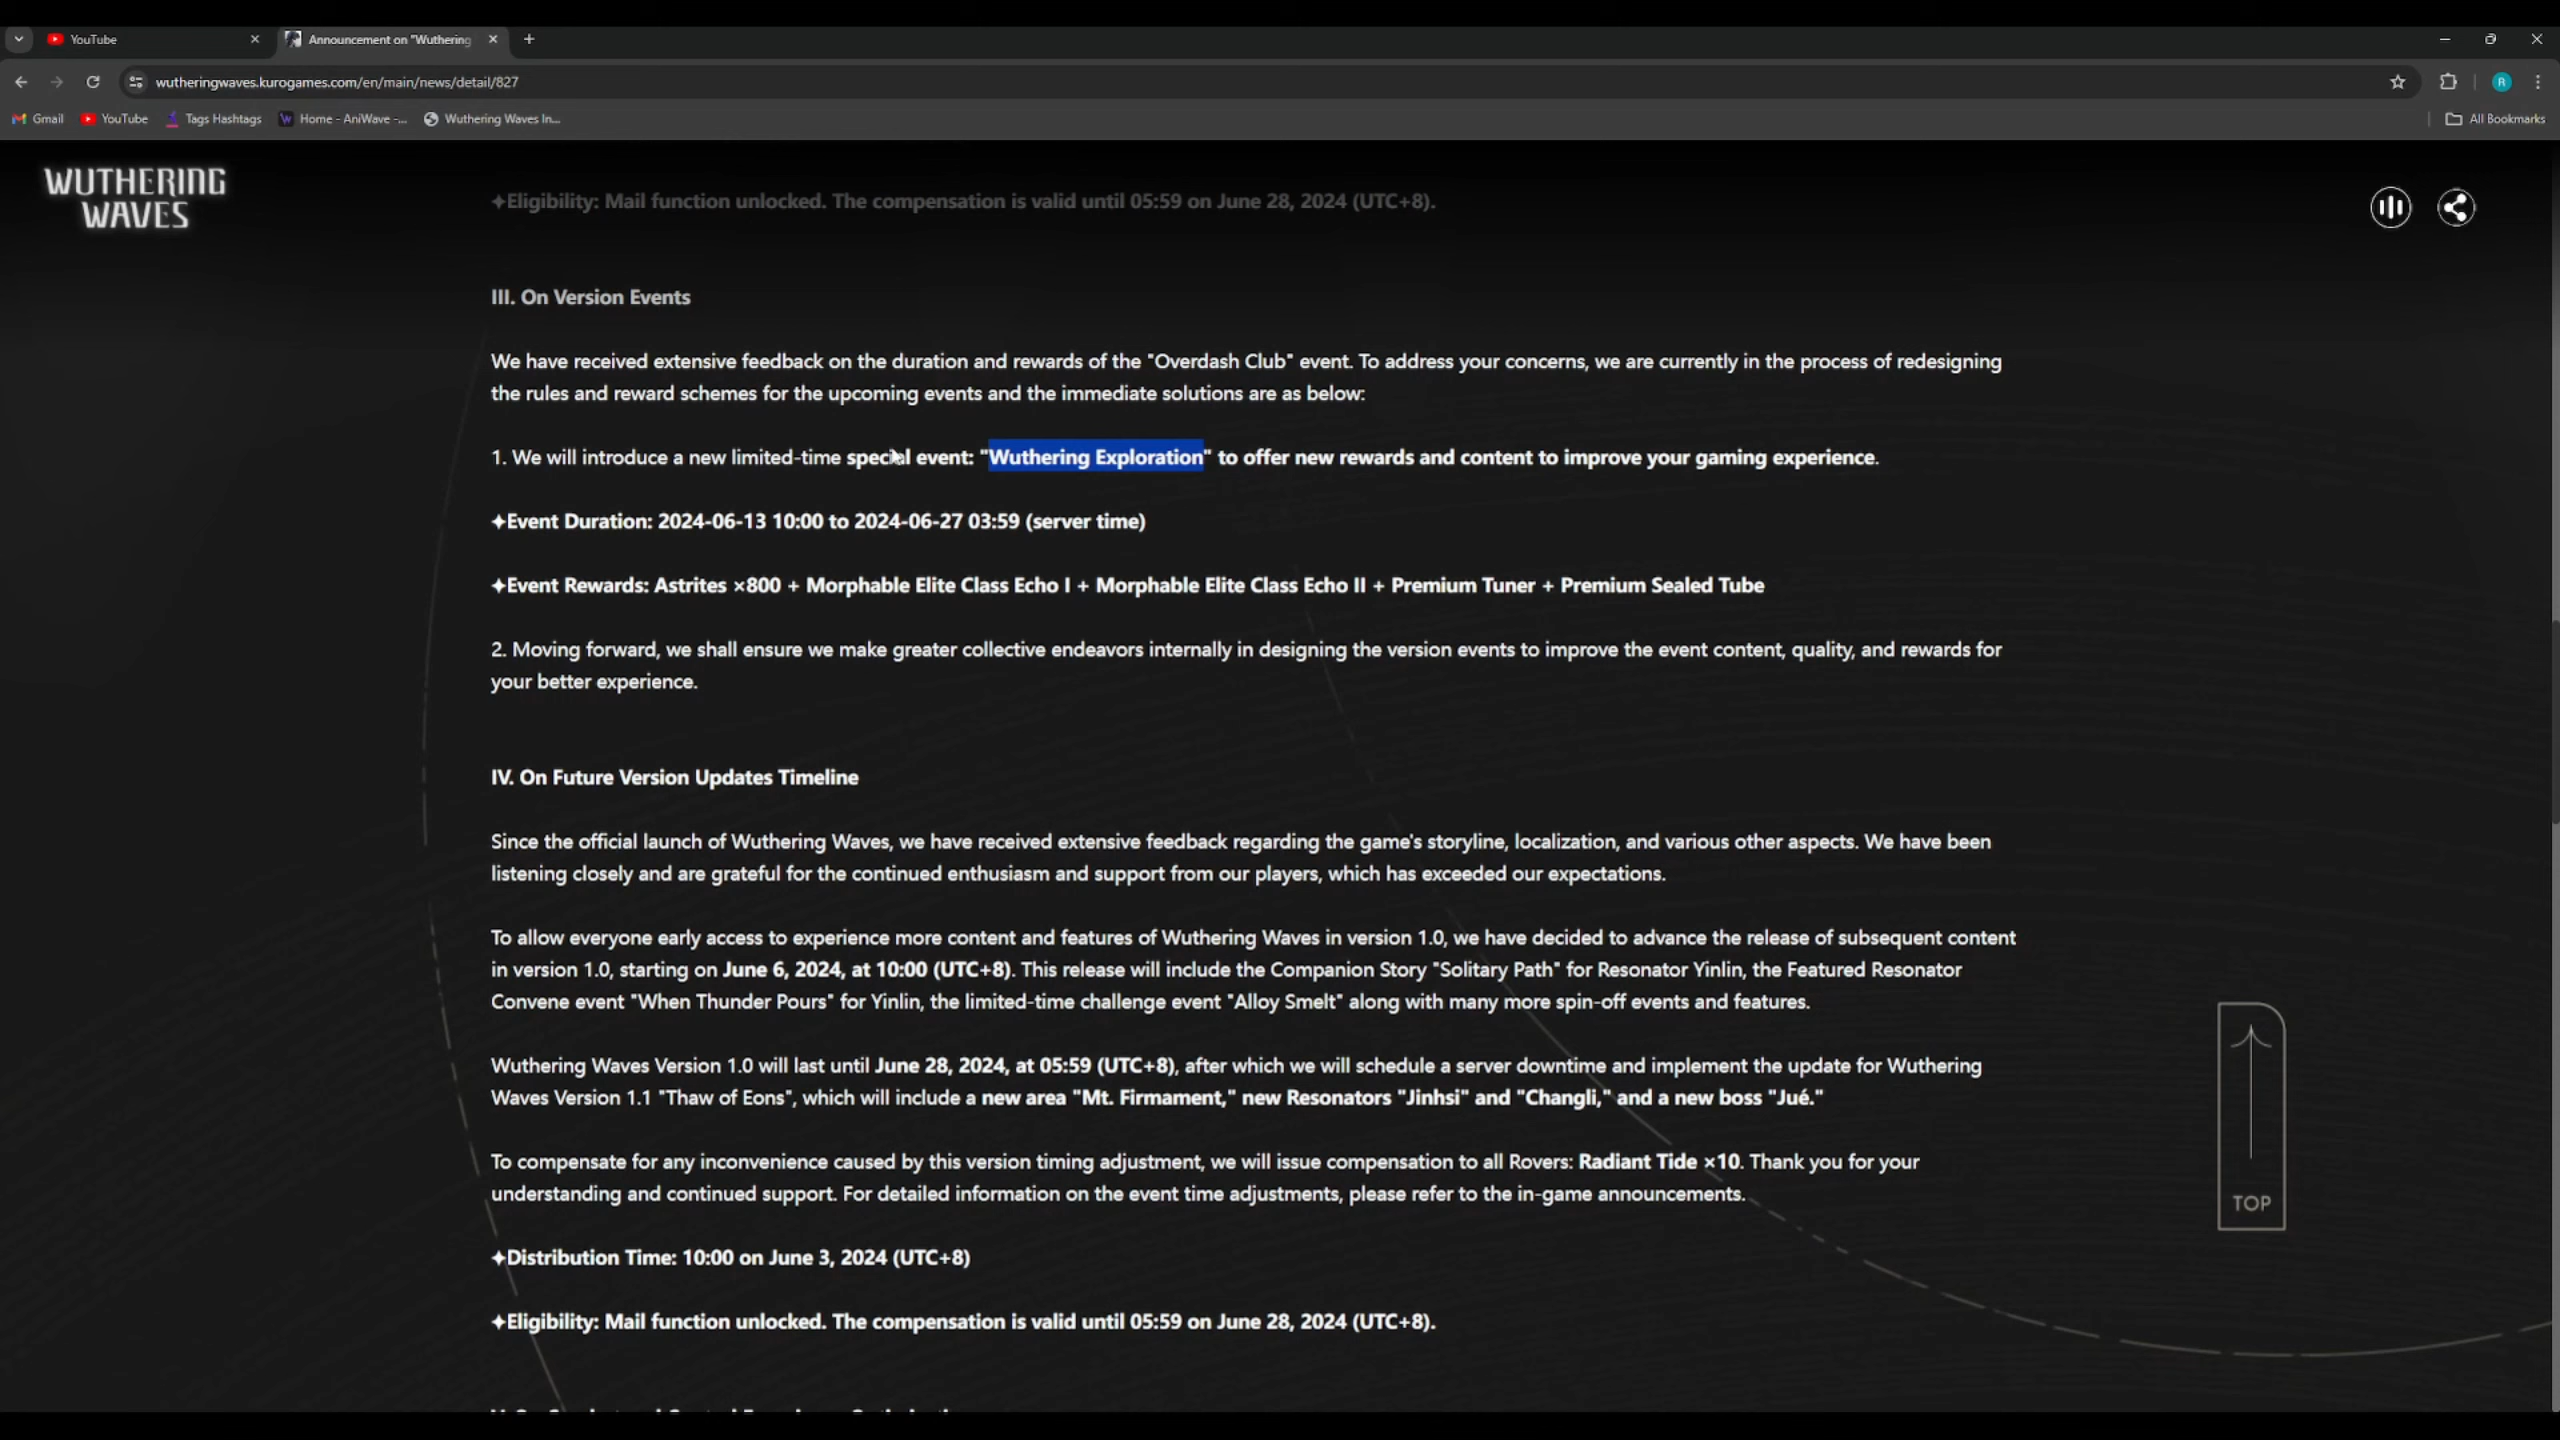 YouTube
Announcement on "Wuthering
wutheringwaves.kurogames.com/en/main/news/detail/827
R
Gmail
YouTube
Tags Hashtags
Home - AniWave -...
Wuthering Waves In...
All Bookmarks
WUTHERING
WAVES
✦Eligibility: Mail function unlocked. The compensation is valid until 05:59 on June 28, 2024 (UTC+8).
III. On Version Events
We have received extensive feedback on the duration and rewards of the "Overdash Club" event. To address your concerns, we are currently in the process of redesigning
the rules and reward schemes for the upcoming events and the immediate solutions are as below:
1. We will introduce a new limited-time special event: "Wuthering Exploration" to offer new rewards and content to improve your gaming experience.
✦Event Duration: 2024-06-13 10:00 to 2024-06-27 03:59 (server time)
✦Event Rewards: Astrites ×800 + Morphable Elite Class Echo I + Morphable Elite Class Echo II + Premium Tuner + Premium Sealed Tube
2. Moving forward, we shall ensure we make greater collective endeavors internally in designing the version events to improve the event content, quality, and rewards for
your better experience.
IV. On Future Version Updates Timeline
Since the official launch of Wuthering Waves, we have received extensive feedback regarding the game's storyline, localization, and various other aspects. We have been
listening closely and are grateful for the continued enthusiasm and support from our players, which has exceeded our expectations.
To allow everyone early access to experience more content and features of Wuthering Waves in version 1.0, we have decided to advance the release of subsequent content
in version 1.0, starting on June 6, 2024, at 10:00 (UTC+8). This release will include the Companion Story "Solitary Path" for Resonator Yinlin, the Featured Resonator
Convene event "When Thunder Pours" for Yinlin, the limited-time challenge event "Alloy Smelt" along with many more spin-off events and features.
Wuthering Waves Version 1.0 will last until June 28, 2024, at 05:59 (UTC+8), after which we will schedule a server downtime and implement the update for Wuthering
Waves Version 1.1 "Thaw of Eons", which will include a new area "Mt. Firmament," new Resonators "Jinhsi" and "Changli," and a new boss "Jué."
To compensate for any inconvenience caused by this version timing adjustment, we will issue compensation to all Rovers: Radiant Tide ×10. Thank you for your
understanding and continued support. For detailed information on the event time adjustments, please refer to the in-game announcements.
TOP
✦Distribution Time: 10:00 on June 3, 2024 (UTC+8)
✦Eligibility: Mail function unlocked. The compensation is valid until 05:59 on June 28, 2024 (UTC+8).